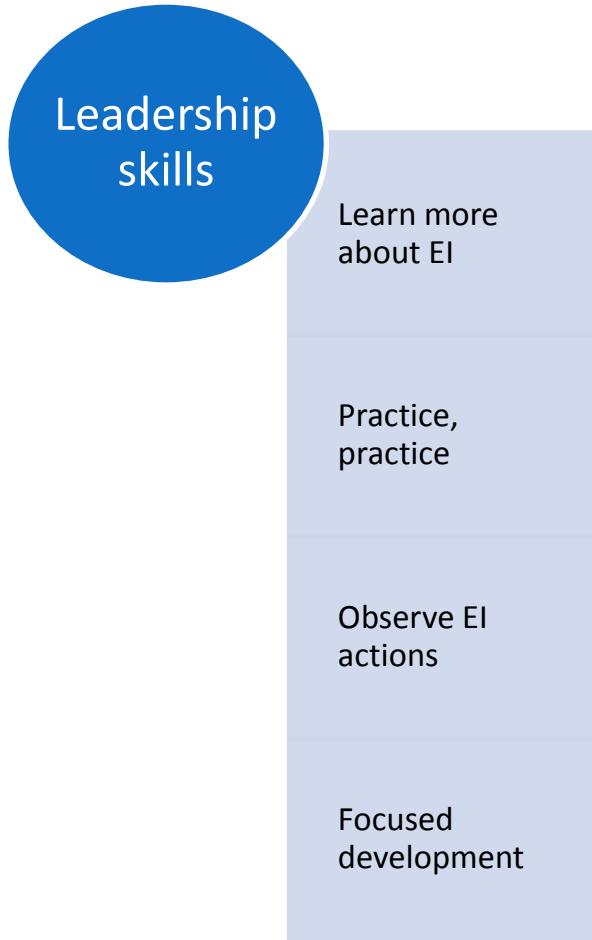 Leadership
skills
Learn more
about EI
Practice,
practice
Observe EI
actions
Focused
development